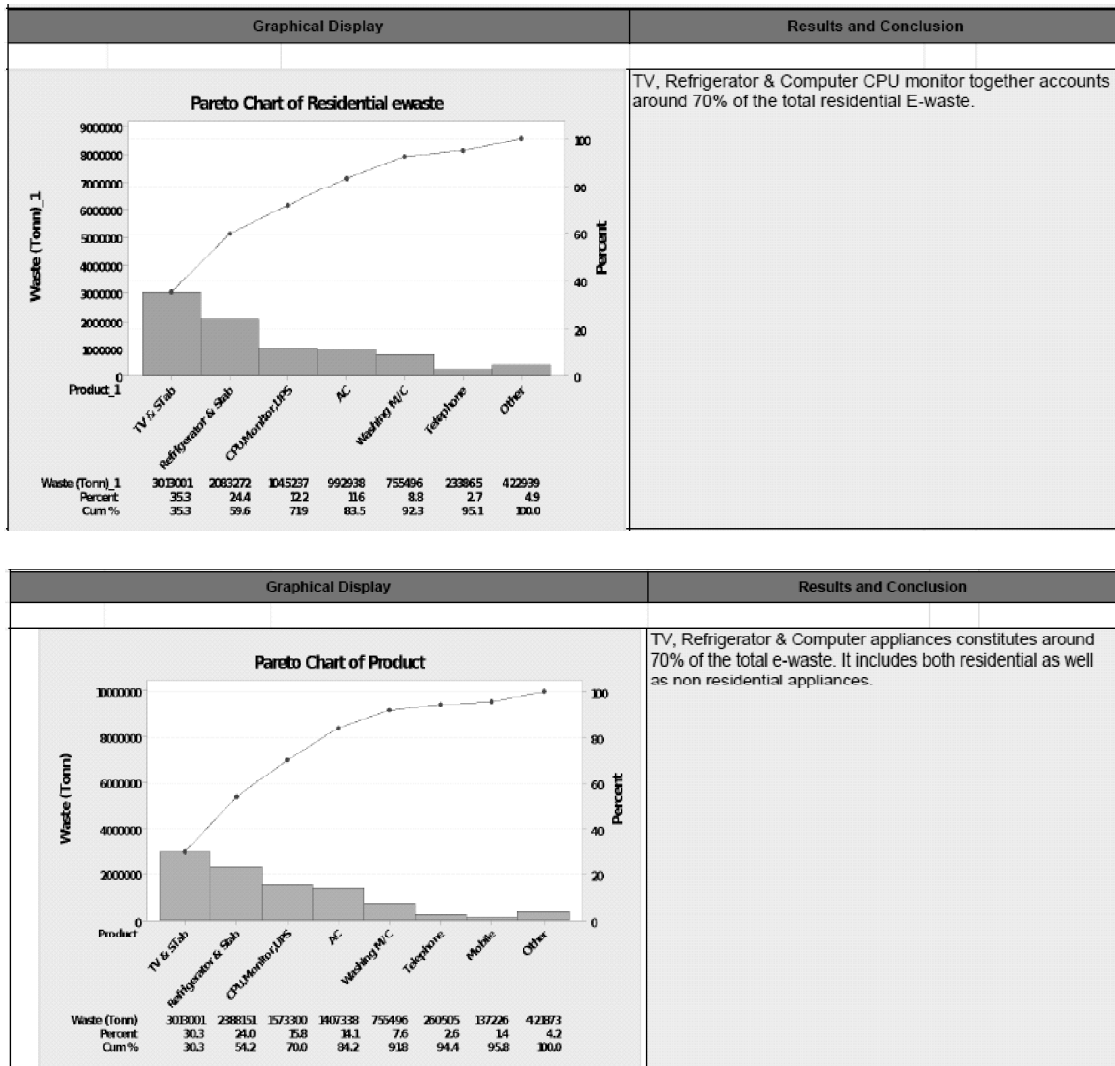 Graphical Display Results and Conclusion
TV, Refrigerator & Computer CPU monitor together accounts
around 70% of the total residential E-waste.
Pareto Chart of Residential ewaste
9000000
8000000
7000000
6000000
5000000
4000000
3000000
2000000
1000000
0
Waste (Tonn)_1
100
80
60
40
20
0
Percent
Product_1 TV & STab Refrigerator & Stab CPU,Monitor,UPS AC Washing M/C Telephone Other
Waste (Tonn)_1 3013001 2083272 1045237 992938 755496 233865 422939
Percent 35.3 24.4 12.2 11.6 8.8 2.7 4.9
Cum % 35.3 59.6 71.9 83.5 92.3 95.1 100.0
Graphical Display Results and Conclusion
TV, Refrigerator & Computer appliances constitutes around
70% of the total e-waste. It includes both residential as well
as non residential appliances.
Pareto Chart of Product
10000000
8000000
6000000
4000000
2000000
0
Waste (Tonn)
100
80
60
40
20
0
Percent
Product TV & STab Refrigerator & Stab CPU,Monitor,UPS AC Washing M/C Telephone Mobile Other
Waste (Tonn) 3013001 2388151 1573300 1407338 755496 260505 137226 421873
Percent 30.3 24.0 15.8 14.1 7.6 2.6 1.4 4.2
Cum % 30.3 54.2 70.0 84.2 91.8 94.4 95.8 100.0